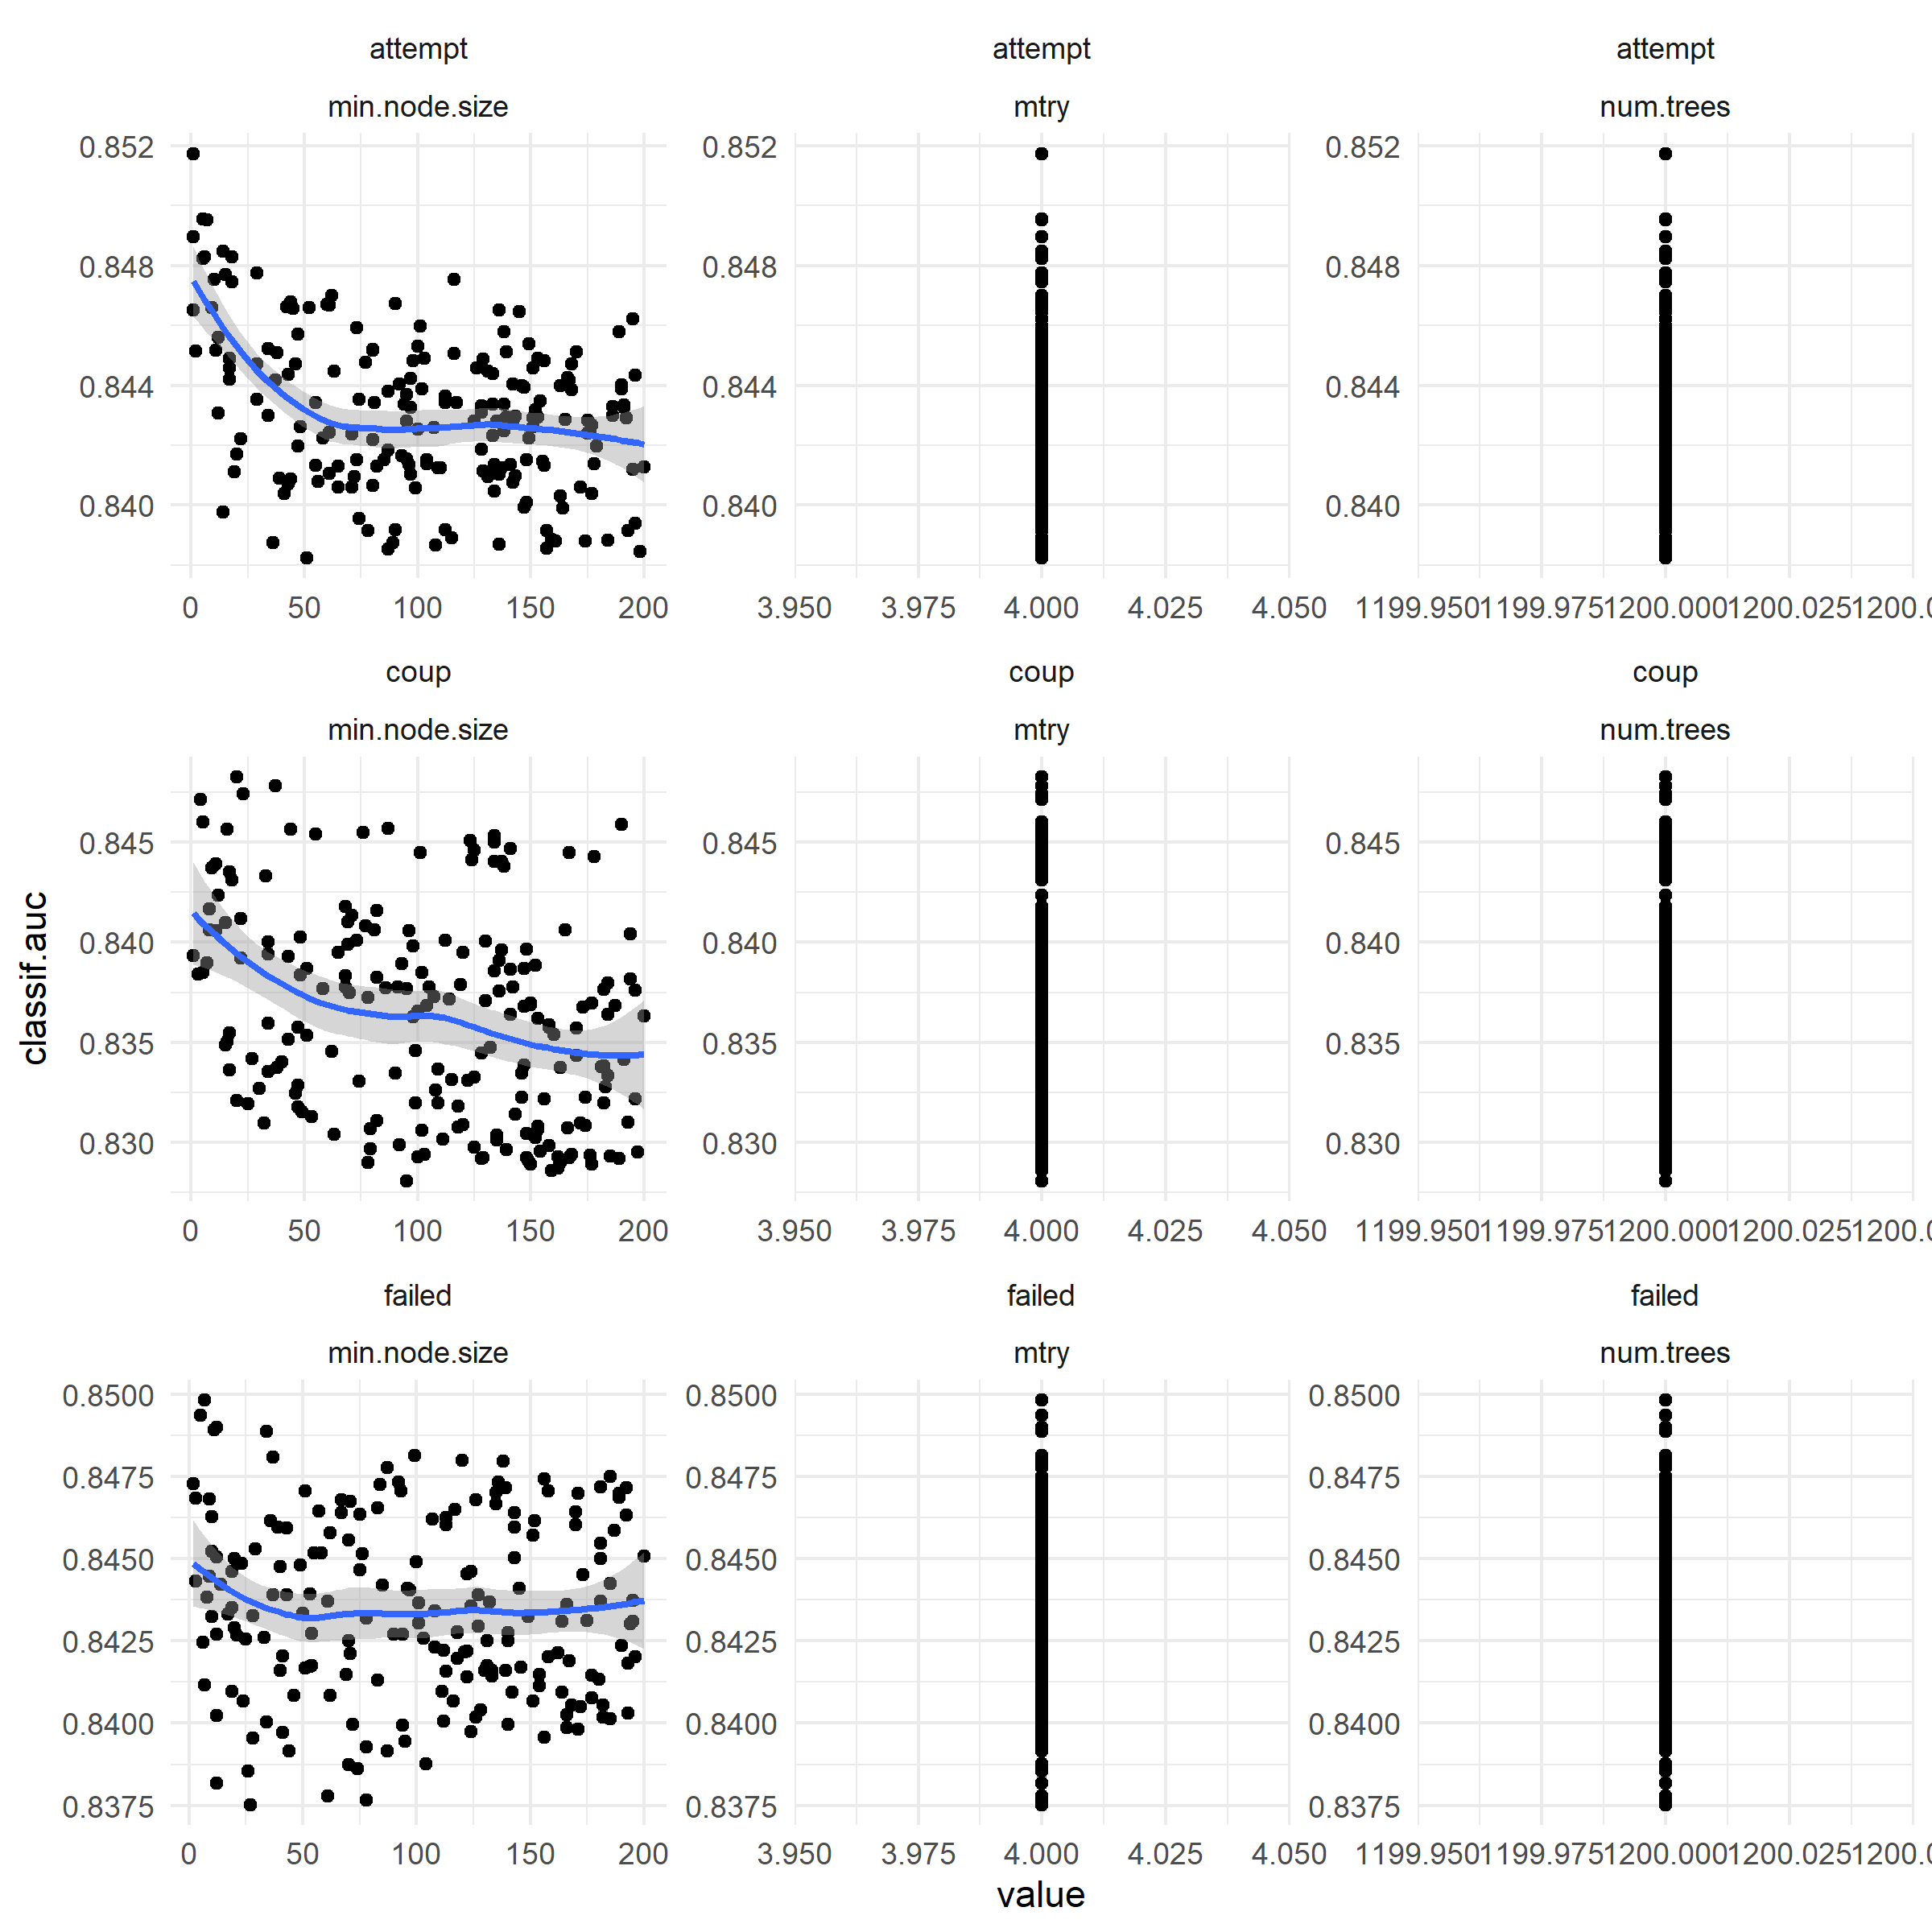 attempt attempt attempt
min.node.size mtry num.trees
0.852 0.852 0.852
0.848 0.848 0.848
0.844 0.844 0.844
0.840 0.840 0.840
0 50 100 150 200 3.950 3.975 4.000 4.025 4.050 1199.950 1199.975 1200.000 1200.025 1200.0
coup coup coup
min.node.size mtry num.trees
0.845 0.845 0.845
0.840 0.840 0.840
classif.auc
0.835 0.835 0.835
0.830 0.830 0.830
0 50 100 150 200 3.950 3.975 4.000 4.025 4.050 1199.950 1199.975 1200.000 1200.025 1200.0
failed failed failed
min.node.size mtry num.trees
0.8500 0.8500 0.8500
0.8475 0.8475 0.8475
0.8450 0.8450 0.8450
0.8425 0.8425 0.8425
0.8400 0.8400 0.8400
0.8375 0.8375 0.8375
0 50 100 150 200 3.950 3.975 4.000 4.025 4.050 1199.950 1199.975 1200.000 1200.025 1200.0
value